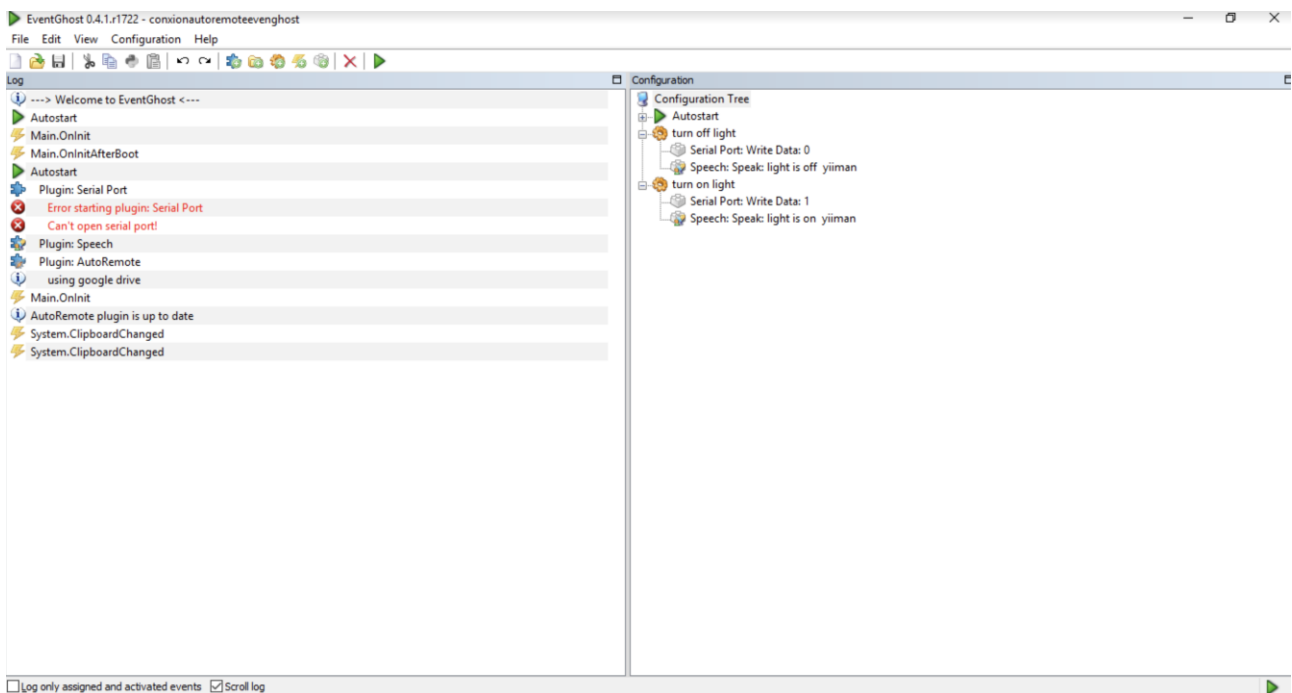 EventGhost 0.4.1.r1722 - conxionautoremoteevenghost
File Edit View Configuration Help
Log
---> Welcome to EventGhost <---
Autostart
Main.OnInit
Main.OnInitAfterBoot
Autostart
Plugin: Serial Port
Error starting plugin: Serial Port
Can't open serial port!
Plugin: Speech
Plugin: AutoRemote
using google drive
Main.OnInit
AutoRemote plugin is up to date
System.ClipboardChanged
System.ClipboardChanged
Configuration
Configuration Tree
Autostart
turn off light
Serial Port: Write Data: 0
Speech: Speak: light is off yiiman
turn on light
Serial Port: Write Data: 1
Speech: Speak: light is on yiiman
Log only assigned and activated events Scroll log